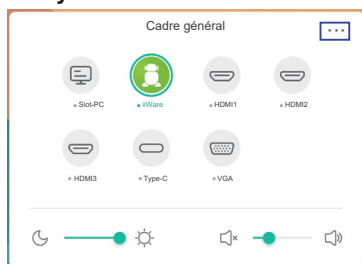 Cadre général
Slot-PC
iiWare
HDMI1
HDMI2
HDMI3
Type-C
VGA